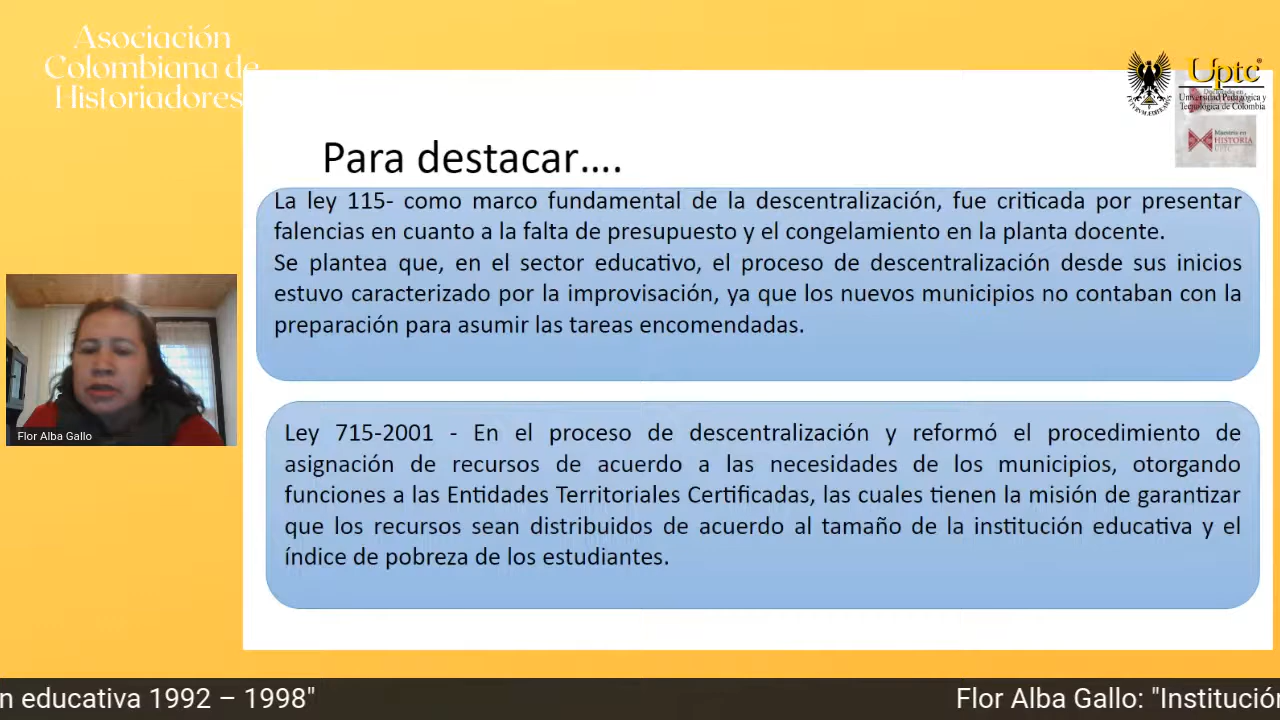 Asociación
Colombiana de
Historiadores
Uptc
Universidad Pedagógica y
Tecnológica de Colombia
Maestría en
HISTORIA
UPTC
Para destacar....
La ley 115- como marco fundamental de la descentralización, fue criticada por presentar
falencias en cuanto a la falta de presupuesto y el congelamiento en la planta docente.
Se plantea que, en el sector educativo, el proceso de descentralización desde sus inicios
estuvo caracterizado por la improvisación, ya que los nuevos municipios no contaban con la
preparación para asumir las tareas encomendadas.
Flor Alba Gallo
Ley 715-2001 - En el proceso de descentralización y reformó el procedimiento de
asignación de recursos de acuerdo a las necesidades de los municipios, otorgando
funciones a las Entidades Territoriales Certificadas, las cuales tienen la misión de garantizar
que los recursos sean distribuidos de acuerdo al tamaño de la institución educativa y el
índice de pobreza de los estudiantes.
n educativa 1992 – 1998" Flor Alba Gallo: "Institución